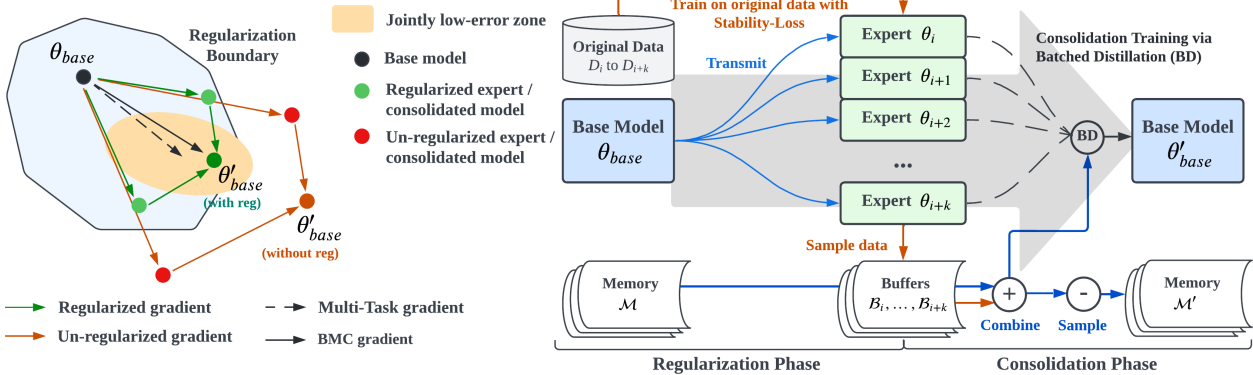 Jointly low-error zone
Regularization
Boundary
θbase
Base model
Regularized expert /
consolidated model
Un-regularized expert /
consolidated model
θ′base
(with reg)
θ′base
(without reg)
Regularized gradient
Multi-Task gradient
Un-regularized gradient
BMC gradient
Train on original data with
Stability-Loss
Original Data
Di to Di+k
Transmit
Base Model
θbase
Expert θi
Expert θi+1
Expert θi+2
...
Expert θi+k
Consolidation Training via
Batched Distillation (BD)
BD
Base Model
θ′base
Sample data
Memory
M
Buffers
Bi, . . . , Bi+k
+
Combine
-
Sample
Memory
M′
Regularization Phase
Consolidation Phase